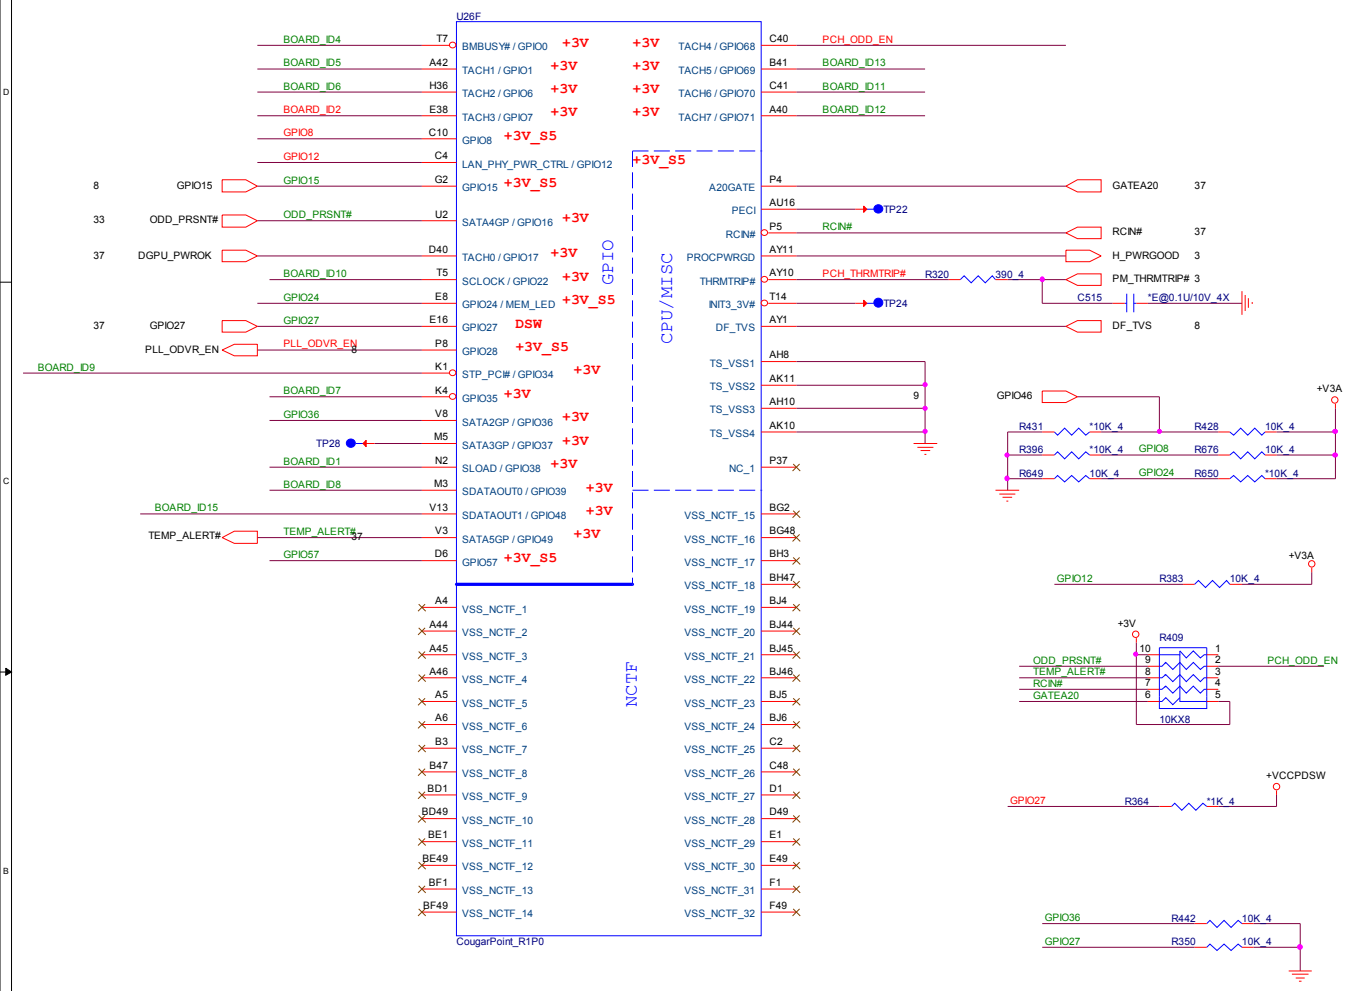 U26F
BOARD_ID4 T7 BMBUSY# / GPIO0 +3V +3V TACH4 / GPIO68 C40 PCH_ODD_EN
BOARD_ID5 A42 TACH1 / GPIO1 +3V +3V TACH5 / GPIO69 B41 BOARD_ID13
D BOARD_ID6 H36 TACH2 / GPIO6 +3V +3V TACH6 / GPIO70 C41 BOARD_ID11
BOARD_ID2 E38 TACH3 / GPIO7 +3V +3V TACH7 / GPIO71 A40 BOARD_ID12
GPIO8 C10 GPIO8 +3V_S5
GPIO12 C4 LAN_PHY_PWR_CTRL / GPIO12 +3V_S5
8 GPIO15 GPIO15 G2 GPIO15 +3V_S5 A20GATE P4 GATEA20 37
PECI AU16 TP22
33 ODD_PRSNT# ODD_PRSNT# U2 SATA4GP / GPIO16 +3V
RCIN# P5 RCIN# RCIN# 37
37 DGPU_PWROK D40 TACH0 / GPIO17 +3V GPIO CPU/MISC PROCPWRGD AY11 H_PWRGOOD 3
BOARD_ID10 T5 SCLOCK / GPIO22 +3V THRMTRIP# AY10 PCH_THRMTRIP# R320 390_4 PM_THRMTRIP# 3
GPIO24 E8 GPIO24 / MEM_LED +3V_S5 INIT3_3V# T14 TP24 C515 *E@0.1U/10V_4X
37 GPIO27 GPIO27 E16 GPIO27 DSW DF_TVS AY1 DF_TVS 8
PLL_ODVR_EN PLL_ODVR_EN 8 P8 GPIO28 +3V_S5
BOARD_ID9 K1 STP_PCI# / GPIO34 +3V TS_VSS1 AH8
BOARD_ID7 K4 GPIO35 +3V TS_VSS2 AK11
GPIO36 V8 SATA2GP / GPIO36 +3V TS_VSS3 AH10 9
TP28 M5 SATA3GP / GPIO37 +3V TS_VSS4 AK10
BOARD_ID1 N2 SLOAD / GPIO38 +3V NC_1 P37
BOARD_ID8 M3 SDATAOUT0 / GPIO39 +3V
BOARD_ID15 V13 SDATAOUT1 / GPIO48 +3V VSS_NCTF_15 BG2
TEMP_ALERT# TEMP_ALERT# 37 V3 SATA5GP / GPIO49 +3V VSS_NCTF_16 BG48
GPIO57 D6 GPIO57 +3V_S5 VSS_NCTF_17 BH3
VSS_NCTF_18 BH47
A4 VSS_NCTF_1 VSS_NCTF_19 BJ4
A44 VSS_NCTF_2 VSS_NCTF_20 BJ44
A45 VSS_NCTF_3 VSS_NCTF_21 BJ45
A46 VSS_NCTF_4 NCTF VSS_NCTF_22 BJ46
A5 VSS_NCTF_5 VSS_NCTF_23 BJ5
A6 VSS_NCTF_6 VSS_NCTF_24 BJ6
B3 VSS_NCTF_7 VSS_NCTF_25 C2
B47 VSS_NCTF_8 VSS_NCTF_26 C48
BD1 VSS_NCTF_9 VSS_NCTF_27 D1
BD49 VSS_NCTF_10 VSS_NCTF_28 D49
BE1 VSS_NCTF_11 VSS_NCTF_29 E1
BE49 VSS_NCTF_12 VSS_NCTF_30 E49
BF1 VSS_NCTF_13 VSS_NCTF_31 F1
BF49 VSS_NCTF_14 VSS_NCTF_32 F49
CougarPoint_R1P0
GPIO46 +V3A
R431 *10K_4 R428 10K_4
R396 *10K_4 GPIO8 R676 10K_4
C R649 10K_4 GPIO24 R650 *10K_4
+V3A
GPIO12 R383 10K_4
+3V R409
10 1
ODD_PRSNT# 9 2 PCH_ODD_EN
TEMP_ALERT# 8 3
RCIN# 7 4
GATEA20 6 5
10KX8
+VCCPDSW
GPIO27 R364 *1K_4
B
GPIO36 R442 10K_4
GPIO27 R350 10K_4